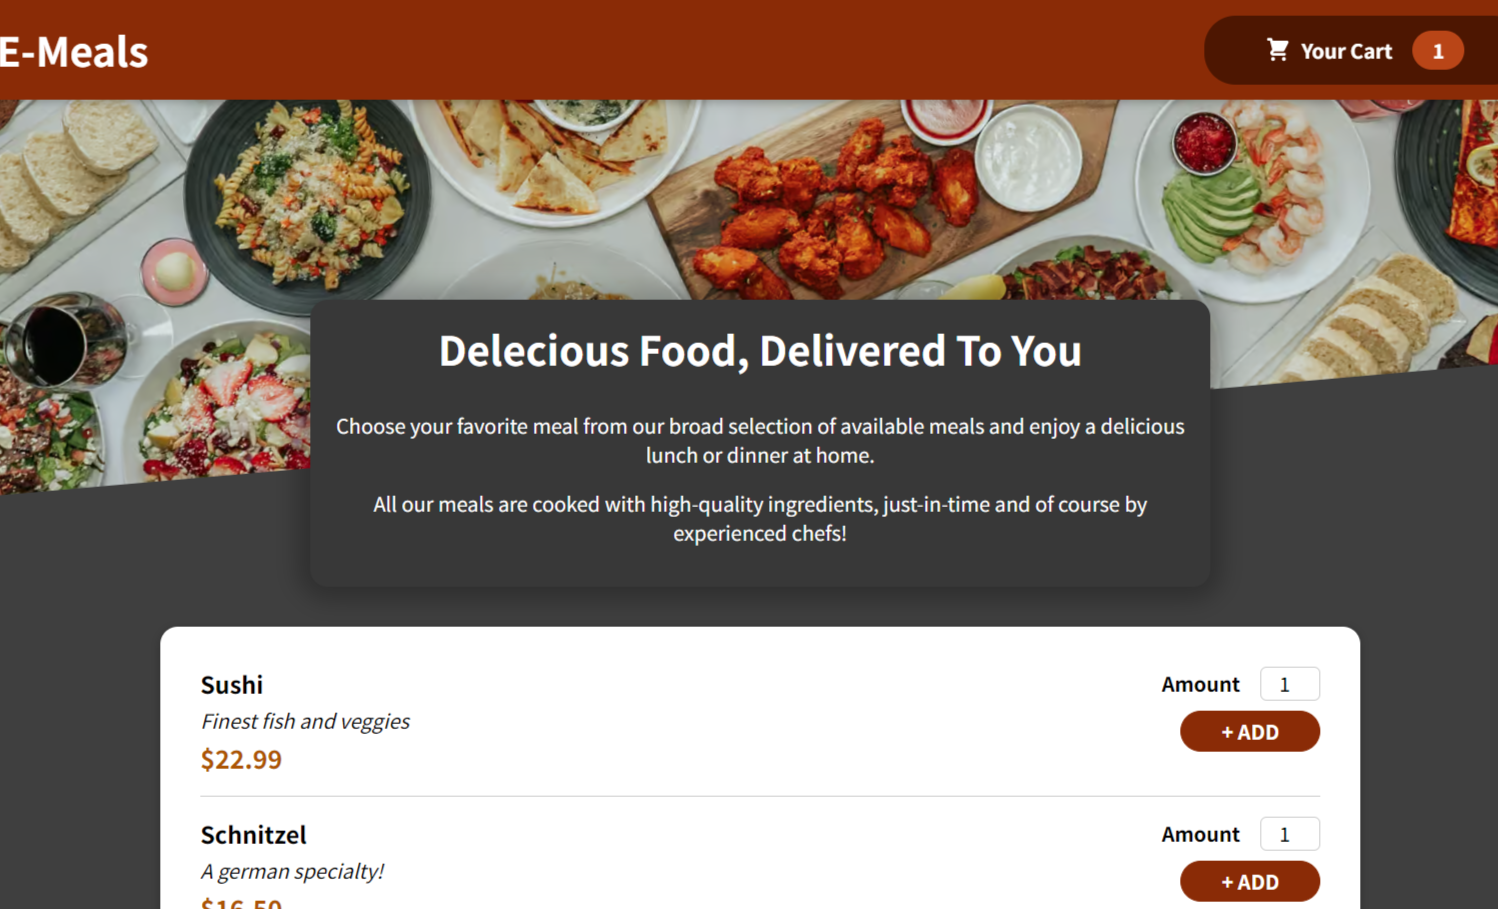 E-Meals
Your Cart 1
Delecious Food, Delivered To You
Choose your favorite meal from our broad selection of available meals and enjoy a delicious
lunch or dinner at home.
All our meals are cooked with high-quality ingredients, just-in-time and of course by
experienced chefs!
Sushi
Finest fish and veggies
$22.99
Amount 1
+ ADD
Schnitzel
A german specialty!
$16.50
Amount 1
+ ADD